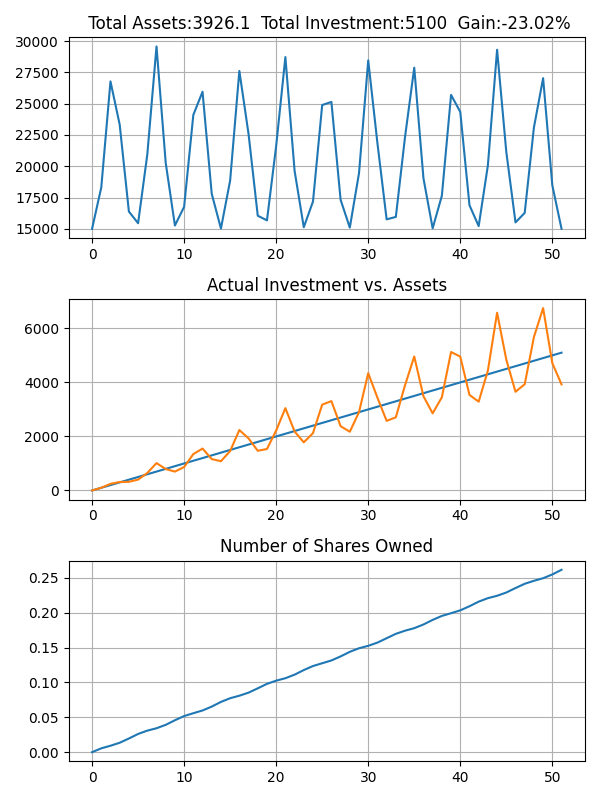 Total Assets:3926.1  Total Investment:5100  Gain:-23.02%
30000
27500
25000
22500
20000
17500
15000
0 10 20 30 40 50
Actual Investment vs. Assets
6000
4000
2000
0
0 10 20 30 40 50
Number of Shares Owned
0.25
0.20
0.15
0.10
0.05
0.00
0 10 20 30 40 50